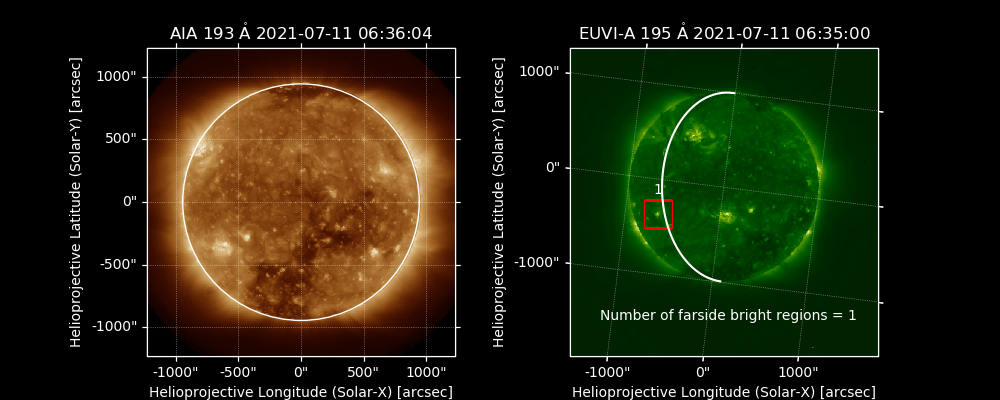 AIA 193 Å 2021-07-11 06:36:04
Helioprojective Latitude (Solar-Y) [arcsec]
1000"
500"
0"
-500"
-1000"
-1000" -500" 0" 500" 1000"
Helioprojective Longitude (Solar-X) [arcsec]
EUVI-A 195 Å 2021-07-11 06:35:00
Helioprojective Latitude (Solar-Y) [arcsec]
1000"
0"
-1000"
1
Number of farside bright regions = 1
-1000" 0" 1000"
Helioprojective Longitude (Solar-X) [arcsec]